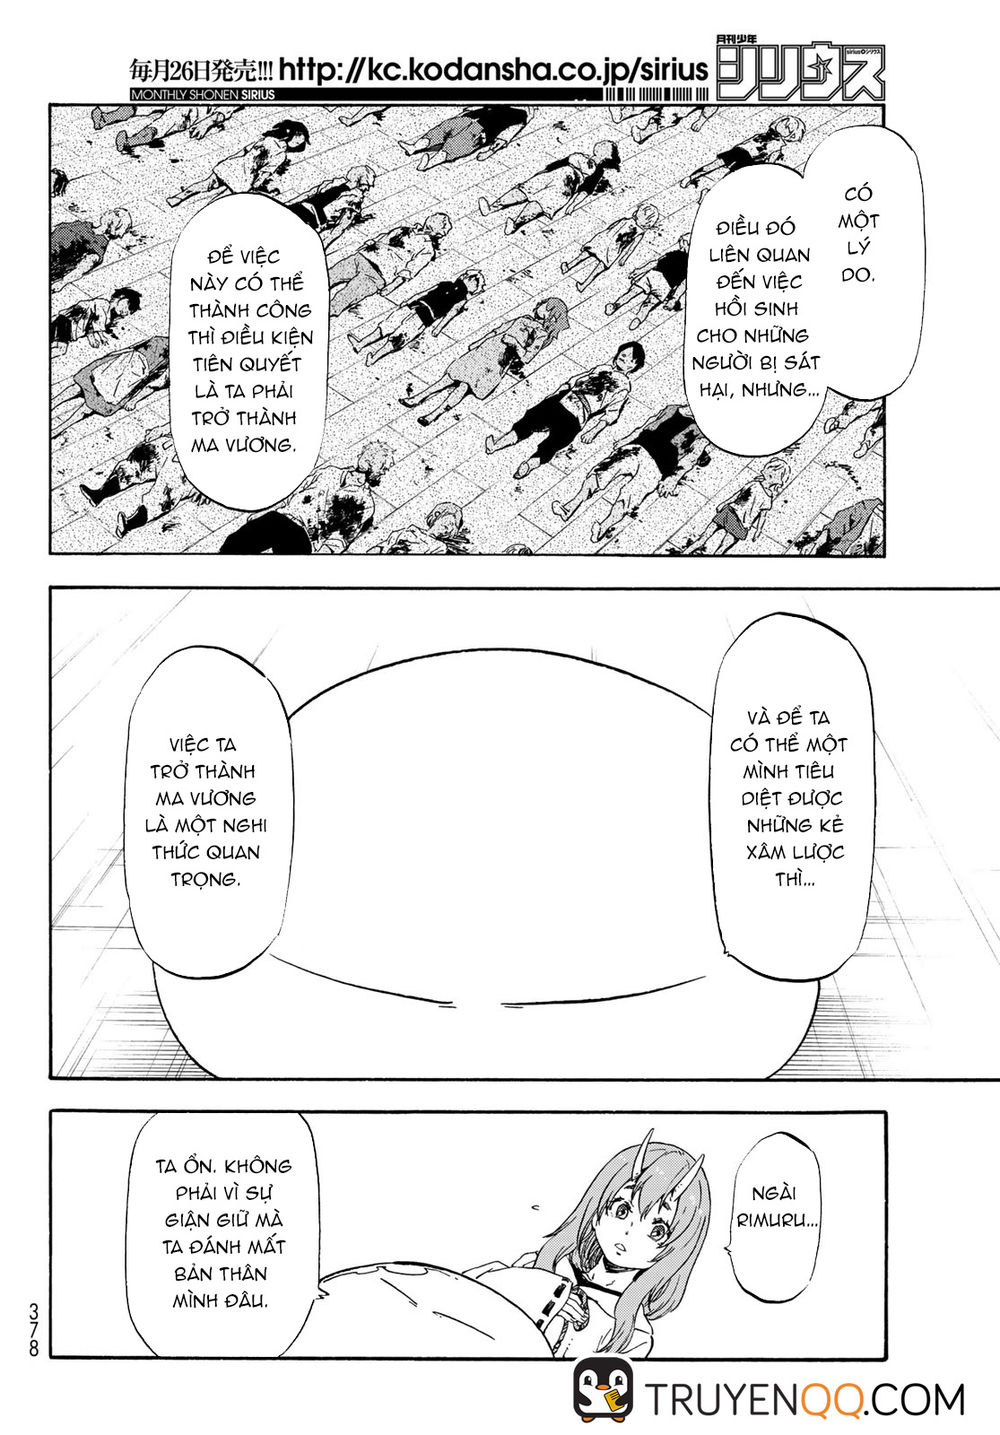 毎月26日発売!!! http://kc.kodansha.co.jp/sirius
MONTHLY SHONEN SIRIUS
月刊少年
シリウス
sirius★シリウス
CÓ
MỘT
LÝ
DO.
ĐIỀU ĐÓ
LIÊN QUAN
ĐẾN VIỆC
HỒI SINH
CHO NHỮNG
NGƯỜI BỊ SÁT
HẠI, NHƯNG...
ĐỂ VIỆC
NÀY CÓ THỂ
THÀNH CÔNG
THÌ ĐIỀU KIỆN
TIÊN QUYẾT
LÀ TA PHẢI
TRỞ THÀNH
MA VƯƠNG.
VÀ ĐỂ TA
CÓ THỂ MỘT
MÌNH TIÊU
DIỆT ĐƯỢC
NHỮNG KẺ
XÂM LƯỢC
THÌ...
VIỆC TA
TRỞ THÀNH
MA VƯƠNG
LÀ MỘT NGHI
THỨC QUAN
TRỌNG.
NGÀI
RIMURU...
TA ỔN. KHÔNG
PHẢI VÌ SỰ
GIẬN GIỮ MÀ
TA ĐÁNH MẤT
BẢN THÂN
MÌNH ĐÂU.
378
TRUYENQQ.COM